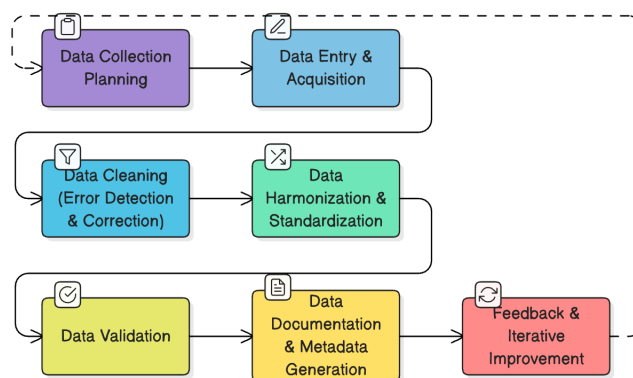 Data Collection
Planning
Data Entry &
Acquisition
Data Cleaning
(Error Detection
& Correction)
Data
Harmonization &
Standardization
Data Validation
Data
Documentation
& Metadata
Generation
Feedback &
Iterative
Improvement